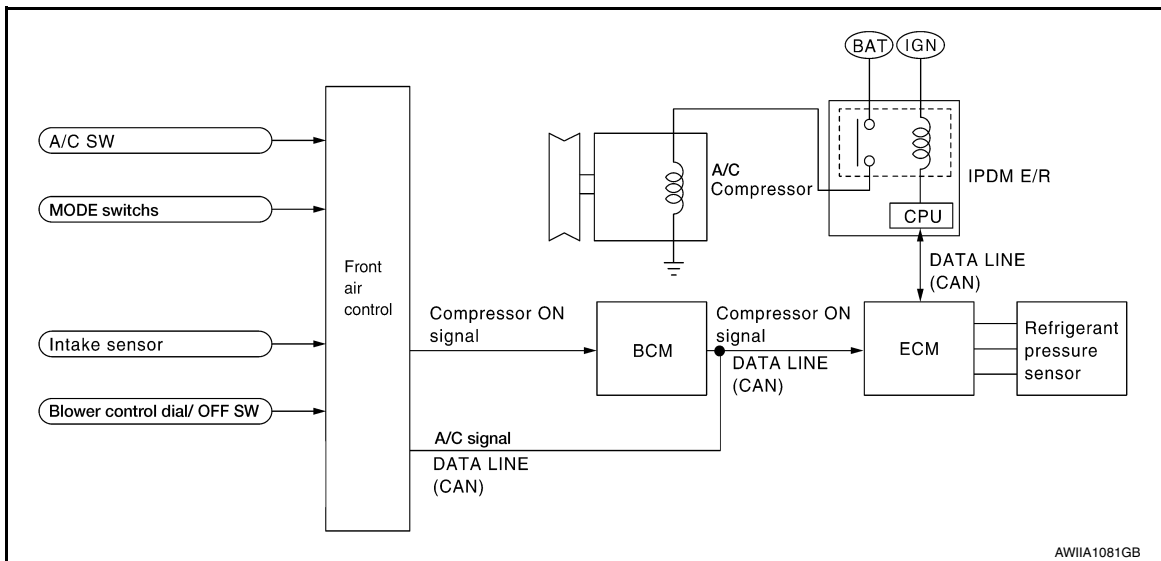 BAT
IGN
A/C SW
A/C
Compressor
IPDM E/R
MODE switchs
CPU
Front
air
control
DATA LINE
(CAN)
Compressor ON
signal
Compressor ON
signal
Intake sensor
BCM
DATA LINE
(CAN)
ECM
Refrigerant
pressure
sensor
Blower control dial/ OFF SW
A/C signal
DATA LINE
(CAN)
AWIIA1081GB